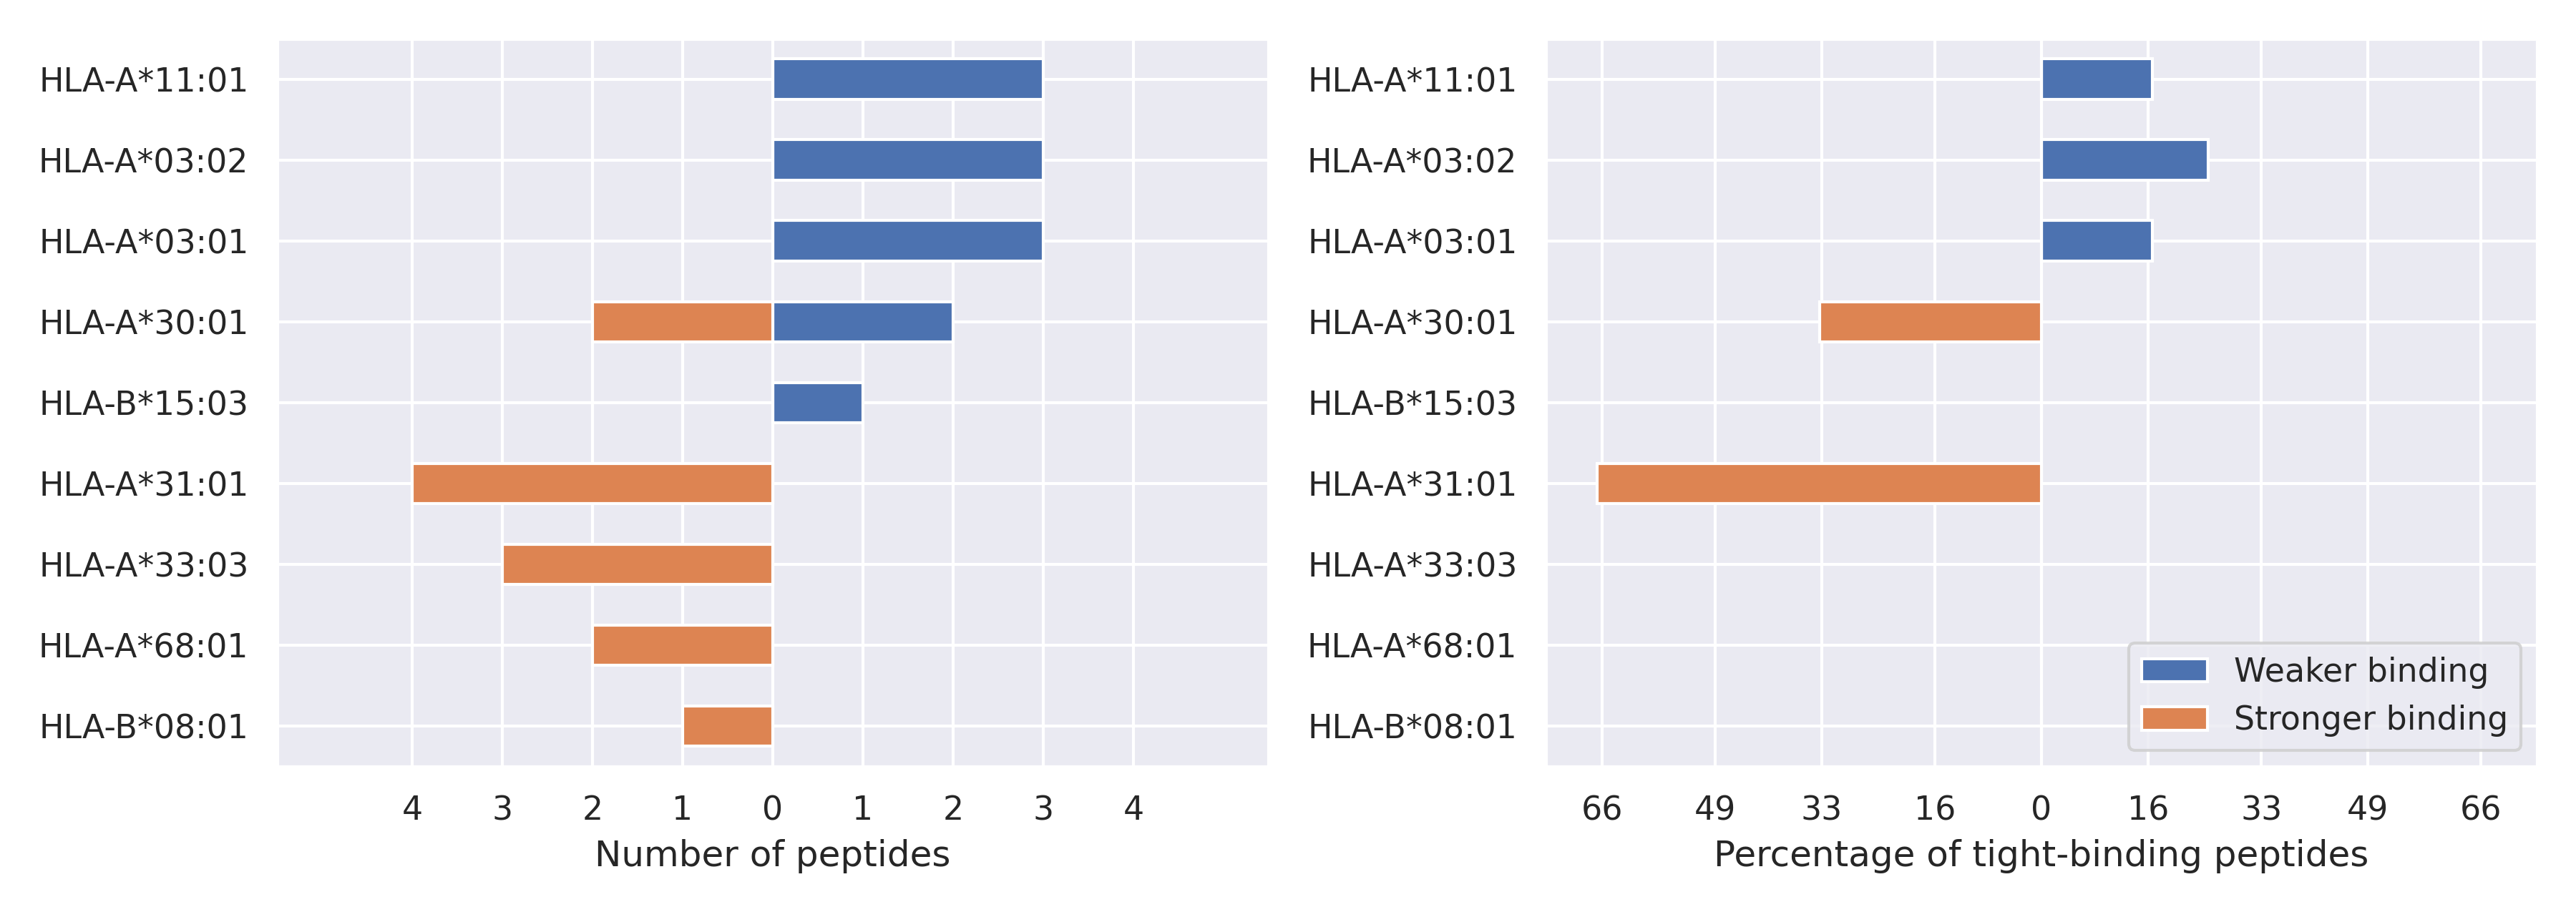 HLA-A*11:01
HLA-A*03:02
HLA-A*03:01
HLA-A*30:01
HLA-B*15:03
HLA-A*31:01
HLA-A*33:03
HLA-A*68:01
HLA-B*08:01
4 3 2 1 0 1 2 3 4
Number of peptides
HLA-A*11:01
HLA-A*03:02
HLA-A*03:01
HLA-A*30:01
HLA-B*15:03
HLA-A*31:01
HLA-A*33:03
HLA-A*68:01
HLA-B*08:01
Weaker binding
Stronger binding
66 49 33 16 0 16 33 49 66
Percentage of tight-binding peptides